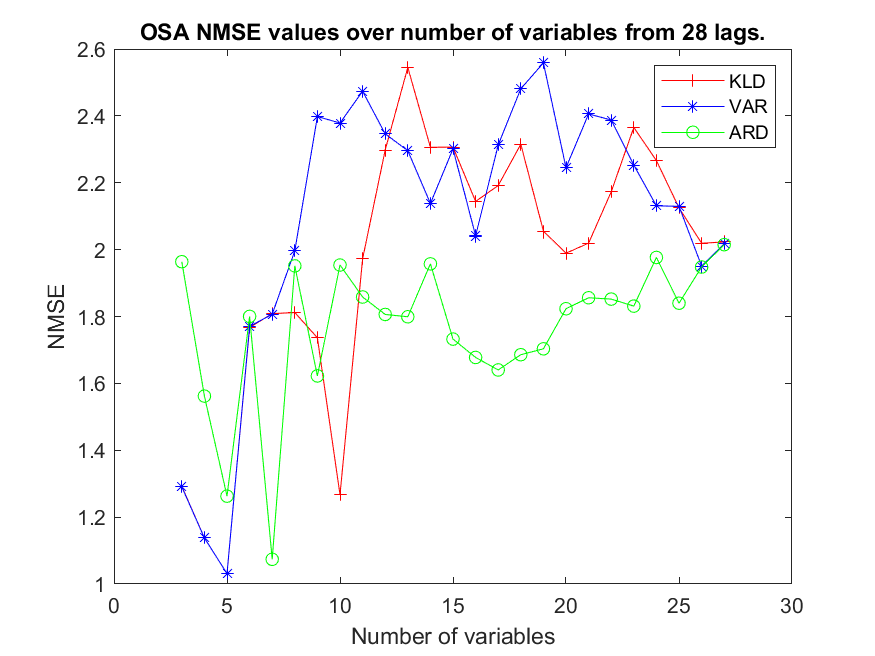 OSA NMSE values over number of variables from 28 lags.
2.6
2.4
2.2
2
1.8
1.6
1.4
1.2
1
NMSE
KLD
VAR
ARD
0 5 10 15 20 25 30
Number of variables